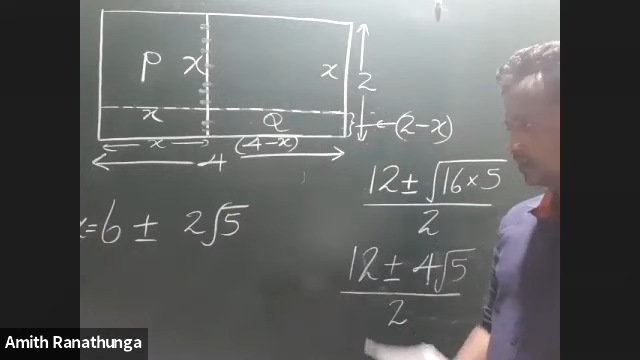 P x x 2
x Q (2-x)
x (4-x)
4
12 ± √16×5
2
x=6 ± 2√5
12 ± 4√5
2
Amith Ranathunga